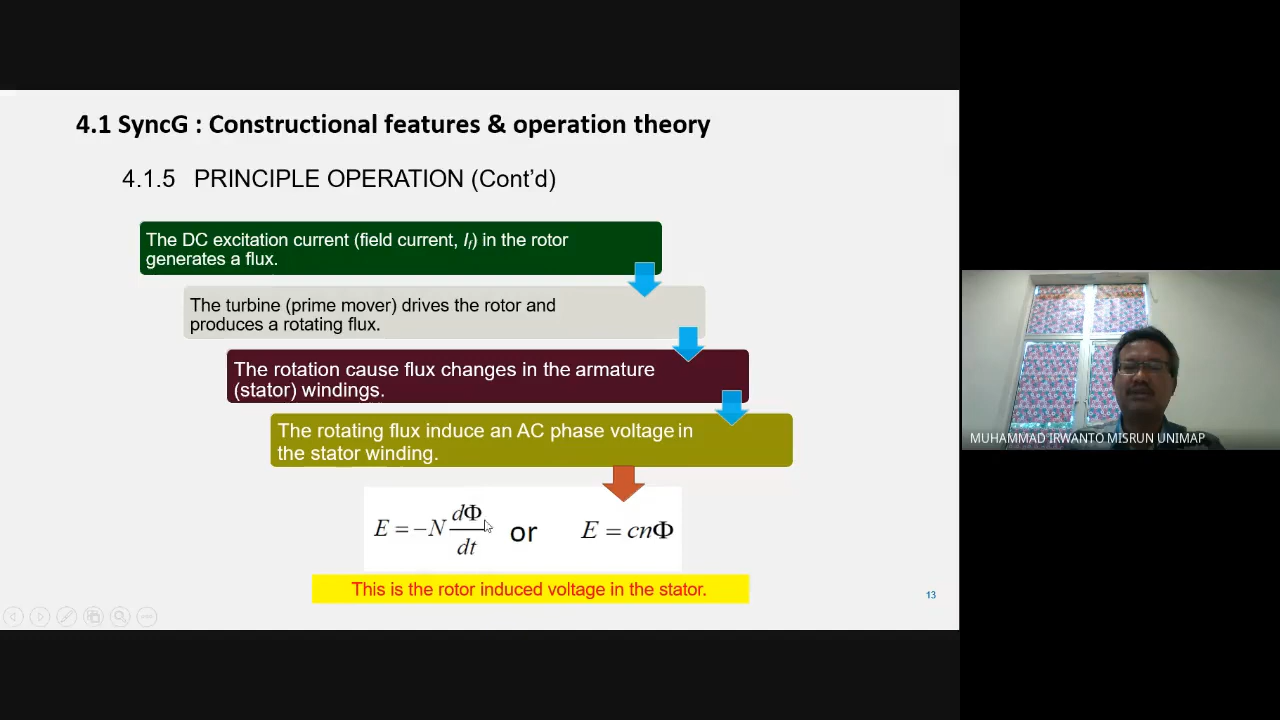 4.1 SyncG : Constructional features & operation theory
4.1.5 PRINCIPLE OPERATION (Cont'd)
The DC excitation current (field current, If) in the rotor
generates a flux.
The turbine (prime mover) drives the rotor and
produces a rotating flux.
The rotation cause flux changes in the armature
(stator) windings.
The rotating flux induce an AC phase voltage in
the stator winding.
E = −N dΦ/dt or E = cnΦ
This is the rotor induced voltage in the stator.
13
MUHAMMAD IRWANTO MISRUN UNIMAP